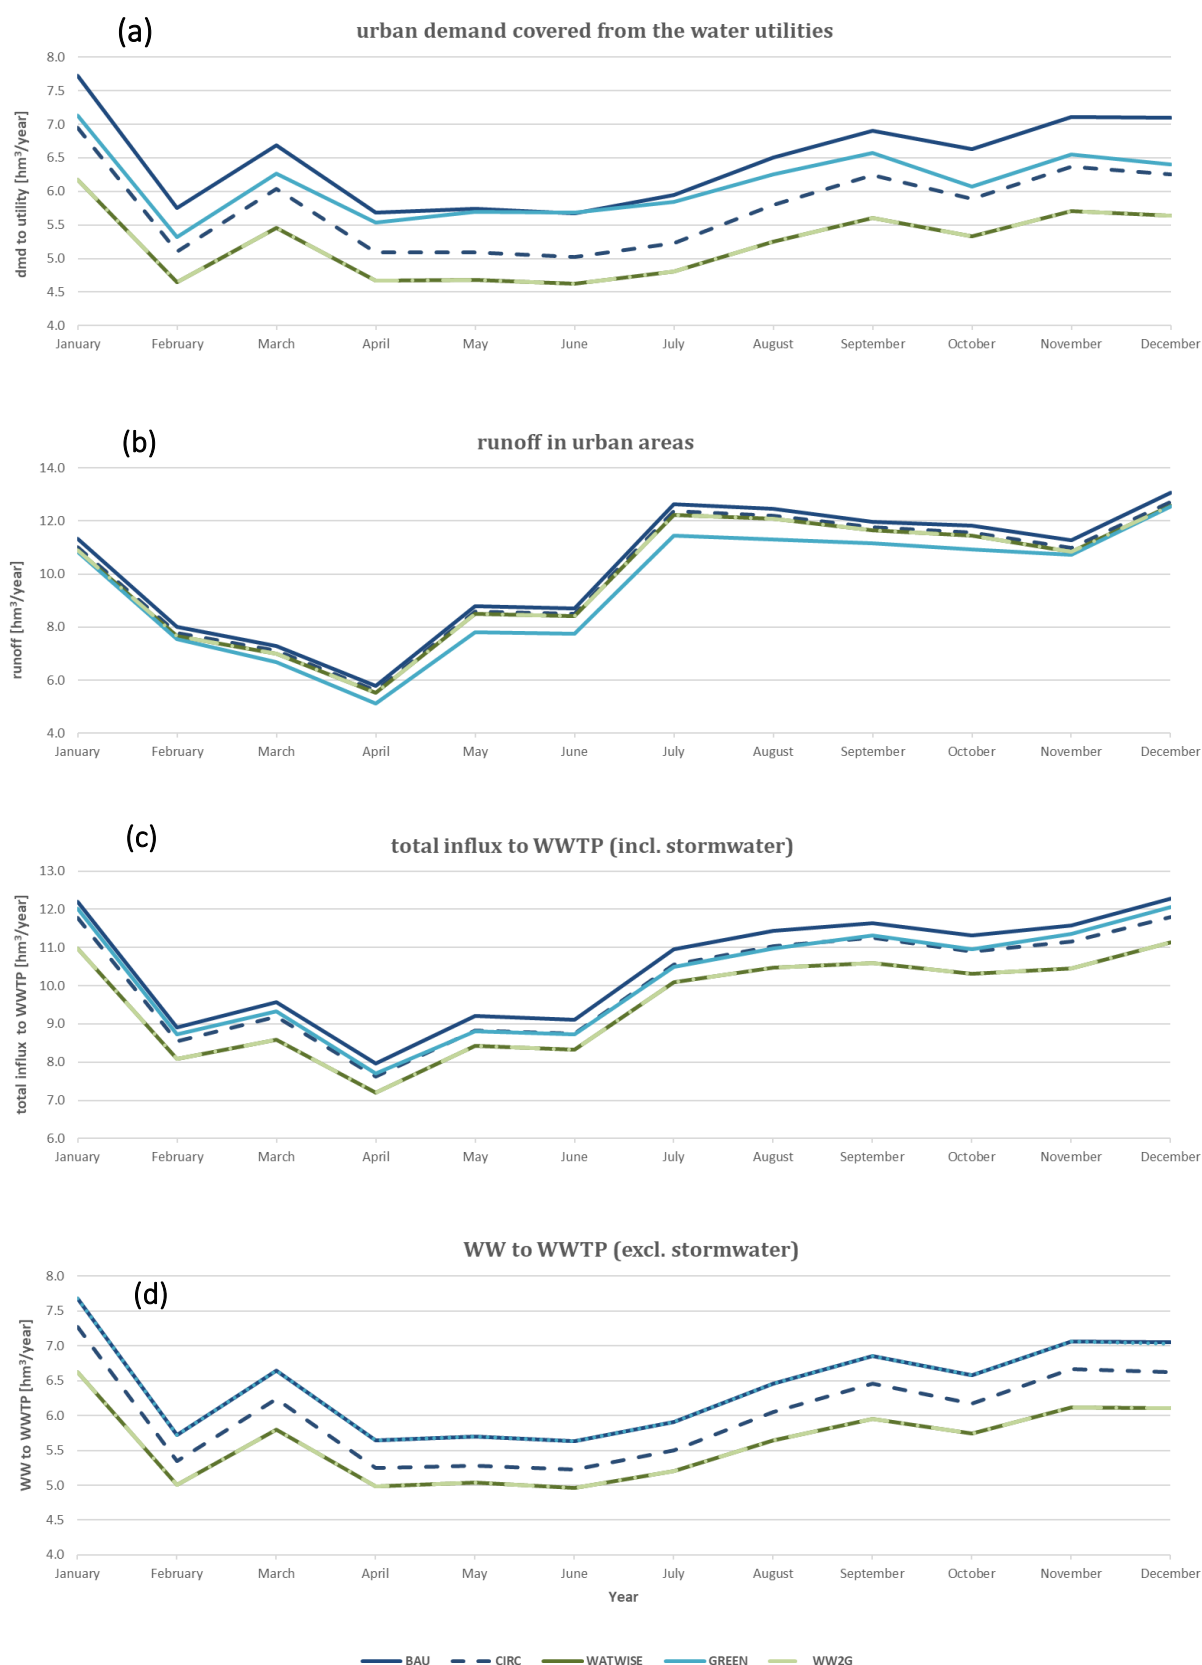 (a)
urban demand covered from the water utilities
dmd to utility [hm³/year]
8.0
7.5
7.0
6.5
6.0
5.5
5.0
4.5
4.0
January February March April May June July August September October November December
(b)
runoff in urban areas
runoff [hm³/year]
14.0
12.0
10.0
8.0
6.0
4.0
January February March April May June July August September October November December
(c)
total influx to WWTP (incl. stormwater)
total influx to WWTP [hm³/year]
13.0
12.0
11.0
10.0
9.0
8.0
7.0
6.0
January February March April May June July August September October November December
WW to WWTP (excl. stormwater)
(d)
WW to WWTP [hm³/year]
8.0
7.5
7.0
6.5
6.0
5.5
5.0
4.5
4.0
January February March April May June July August September October November December
Year
BAU CIRC WATWISE GREEN WW2G